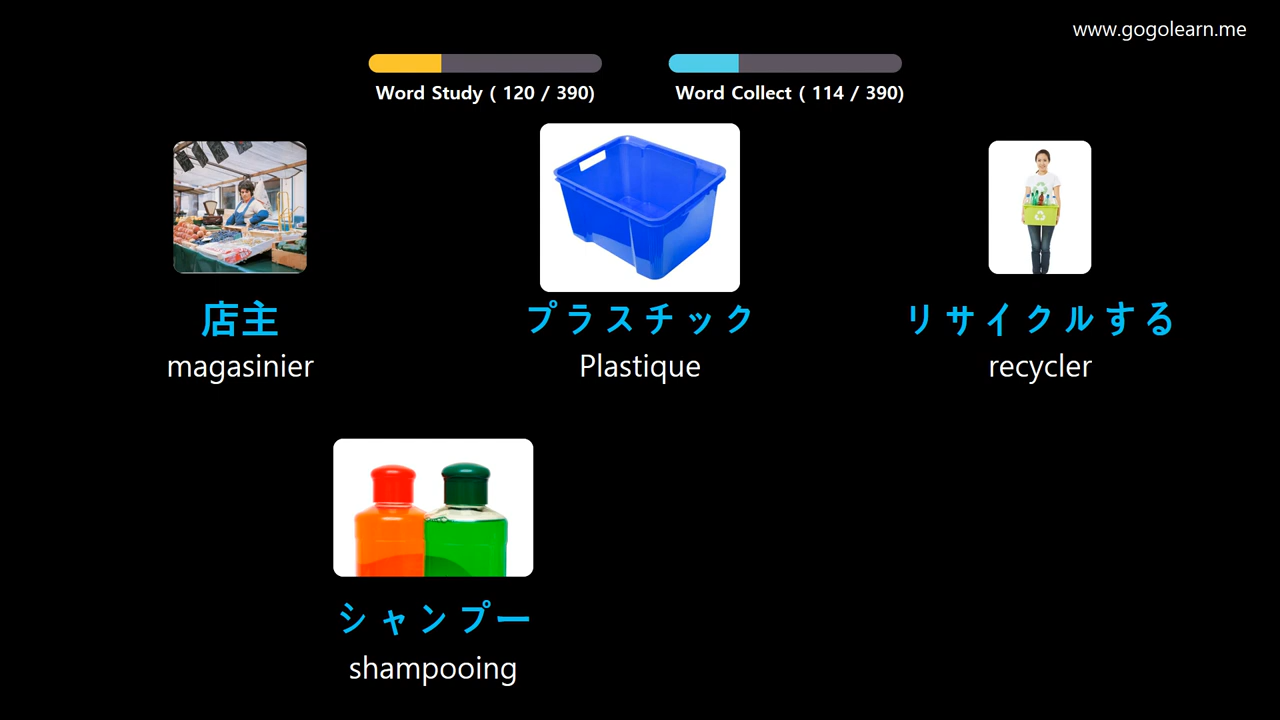 www.gogolearn.me
Word Study ( 120 / 390)
Word Collect ( 114 / 390)
店主
プラスチック
リサイクルする
magasinier
Plastique
recycler
シャンプー
shampooing